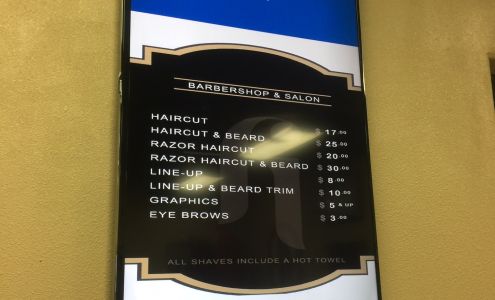 BARBERSHOP & SALON
HAIRCUT $ 17.00
HAIRCUT & BEARD $ 25.00
RAZOR HAIRCUT $ 20.00
RAZOR HAIRCUT & BEARD $ 30.00
LINE-UP $ 8.00
LINE-UP & BEARD TRIM $ 10.00
GRAPHICS $ 5 & UP
EYE BROWS $ 3.00
ALL SHAVES INCLUDE A HOT TOWEL